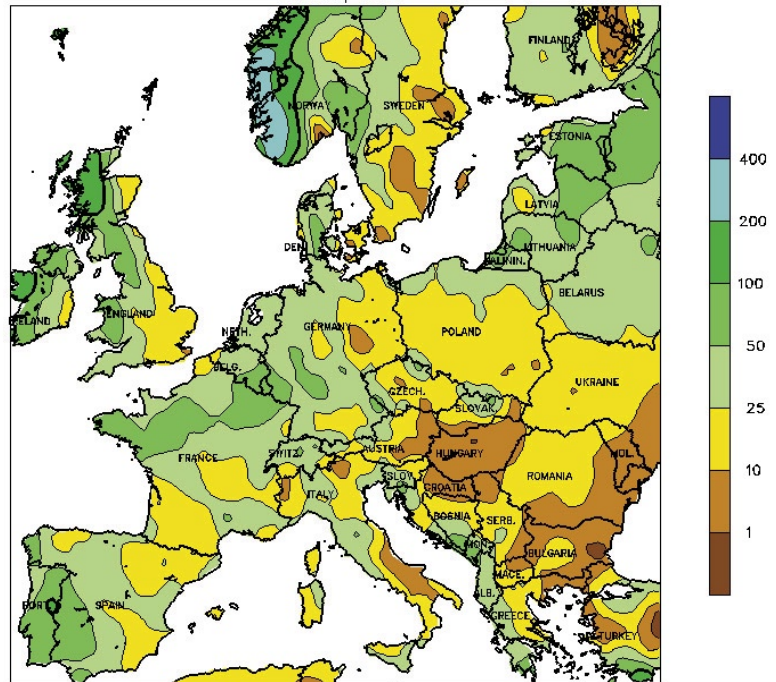 FINLAND
NORWAY
SWEDEN
ESTONIA
LATVIA
LITHUANIA
DEN.
KALININ.
BELARUS
IRELAND
ENGLAND
NETH.
GERMANY
POLAND
BELG.
UKRAINE
CZECH.
SLOVAK.
FRANCE
SWITZ.
AUSTRIA
HUNGARY
MOL.
ITALY
SLOV.
CROATIA
ROMANIA
BOSNIA
SERB.
MON.
BULGARIA
MACE.
PORT.
SPAIN
ALB.
GREECE
TURKEY
400
200
100
50
25
10
1